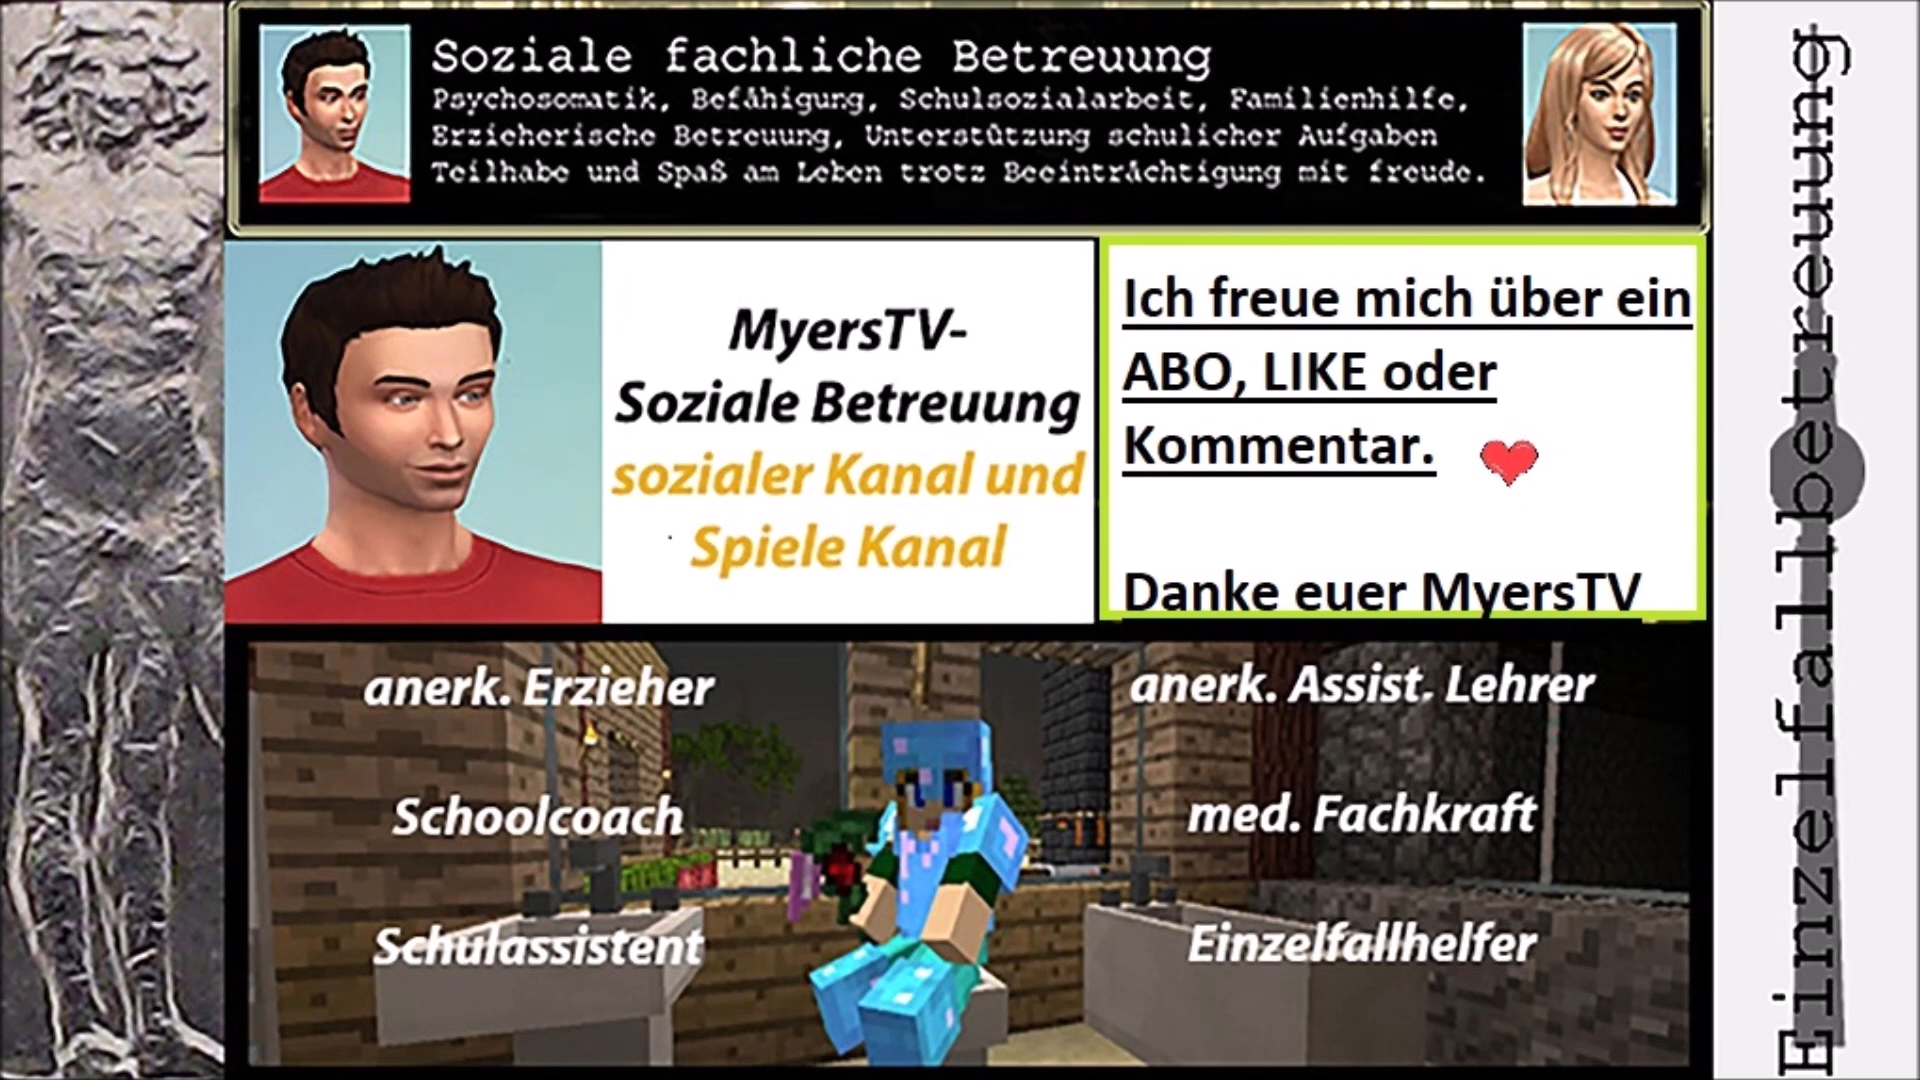 Soziale fachliche Betreuung
Psychosomatik, Befähigung, Schulsozialarbeit, Familienhilfe,
Erzieherische Betreuung, Unterstützung schulicher Aufgaben
Teilhabe und Spaß am Leben trotz Beeinträchtigung mit freude.
MyersTV-
Soziale Betreuung
sozialer Kanal und
Spiele Kanal
Ich freue mich über ein
ABO, LIKE oder
Kommentar.
Danke euer MyersTV
anerk. Erzieher
anerk. Assist. Lehrer
Schoolcoach
med. Fachkraft
Schulassistent
Einzelfallhelfer
Einzelfallbetreuung